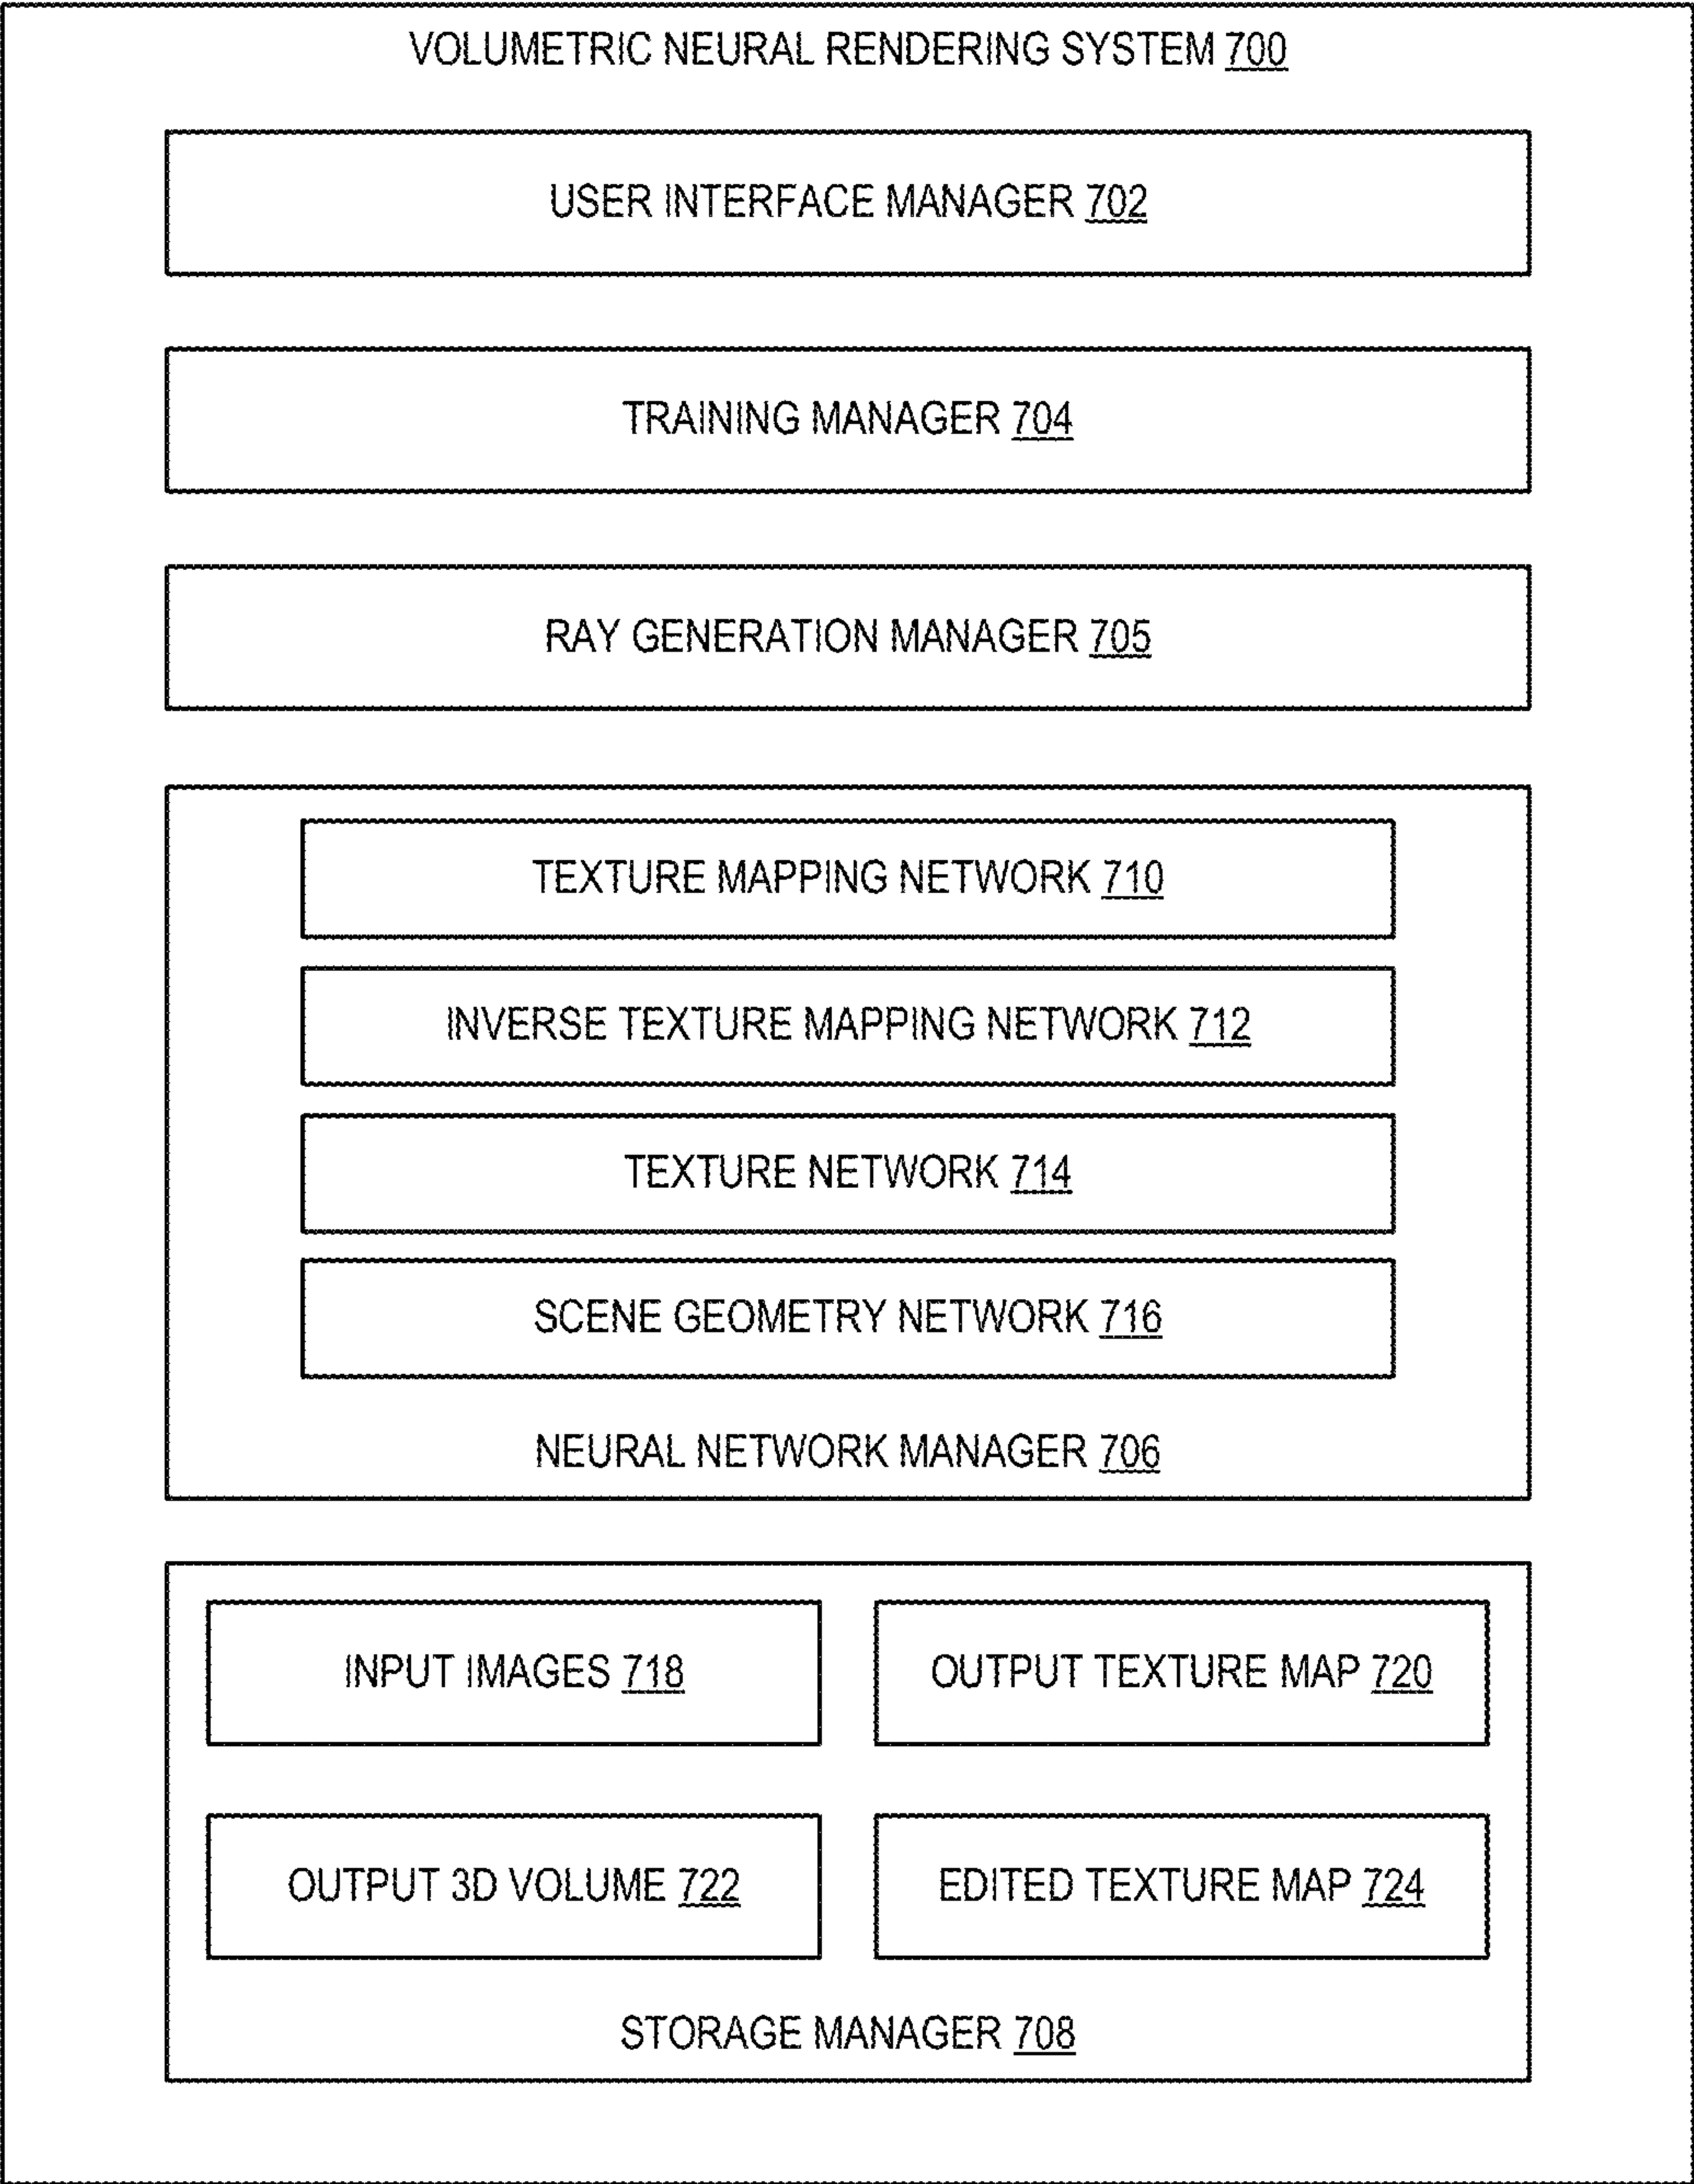 VOLUMETRIC NEURAL RENDERING SYSTEM 700
USER INTERFACE MANAGER 702
TRAINING MANAGER 704
RAY GENERATION MANAGER 705
TEXTURE MAPPING NETWORK 710
INVERSE TEXTURE MAPPING NETWORK 712
TEXTURE NETWORK 714
SCENE GEOMETRY NETWORK 716
NEURAL NETWORK MANAGER 706
INPUT IMAGES 718
OUTPUT TEXTURE MAP 720
OUTPUT 3D VOLUME 722
EDITED TEXTURE MAP 724
STORAGE MANAGER 708